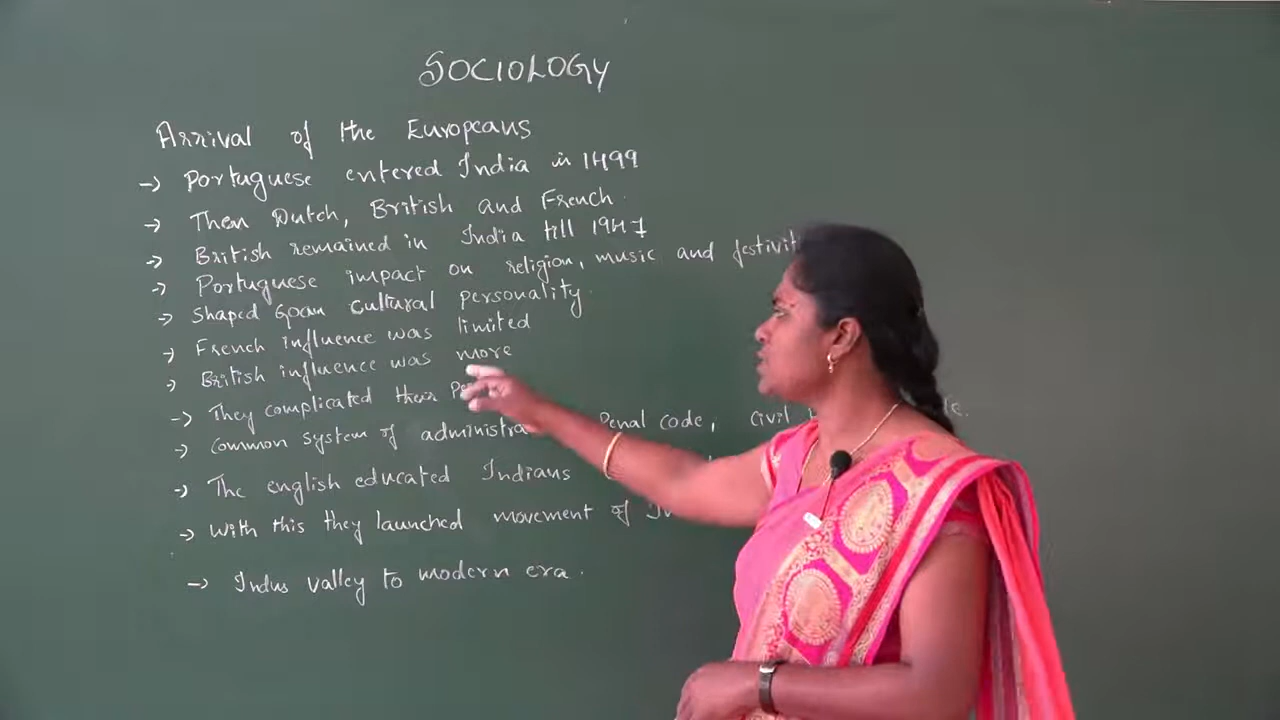 SOCIOLOGY
Arrival of the Europeans
-> Portuguese entered India in 1499
-> Then Dutch, British and French.
-> British remained in India till 1947
-> Portuguese impact on religion, music and
-> Shaped Goan cultural personality.
-> French influence was limited
-> British influence was more
-> They complicated their
-> Common system of Penal code, civil
-> The english educated Indians
-> With this they launched movement of
-> Indus valley to modern era.